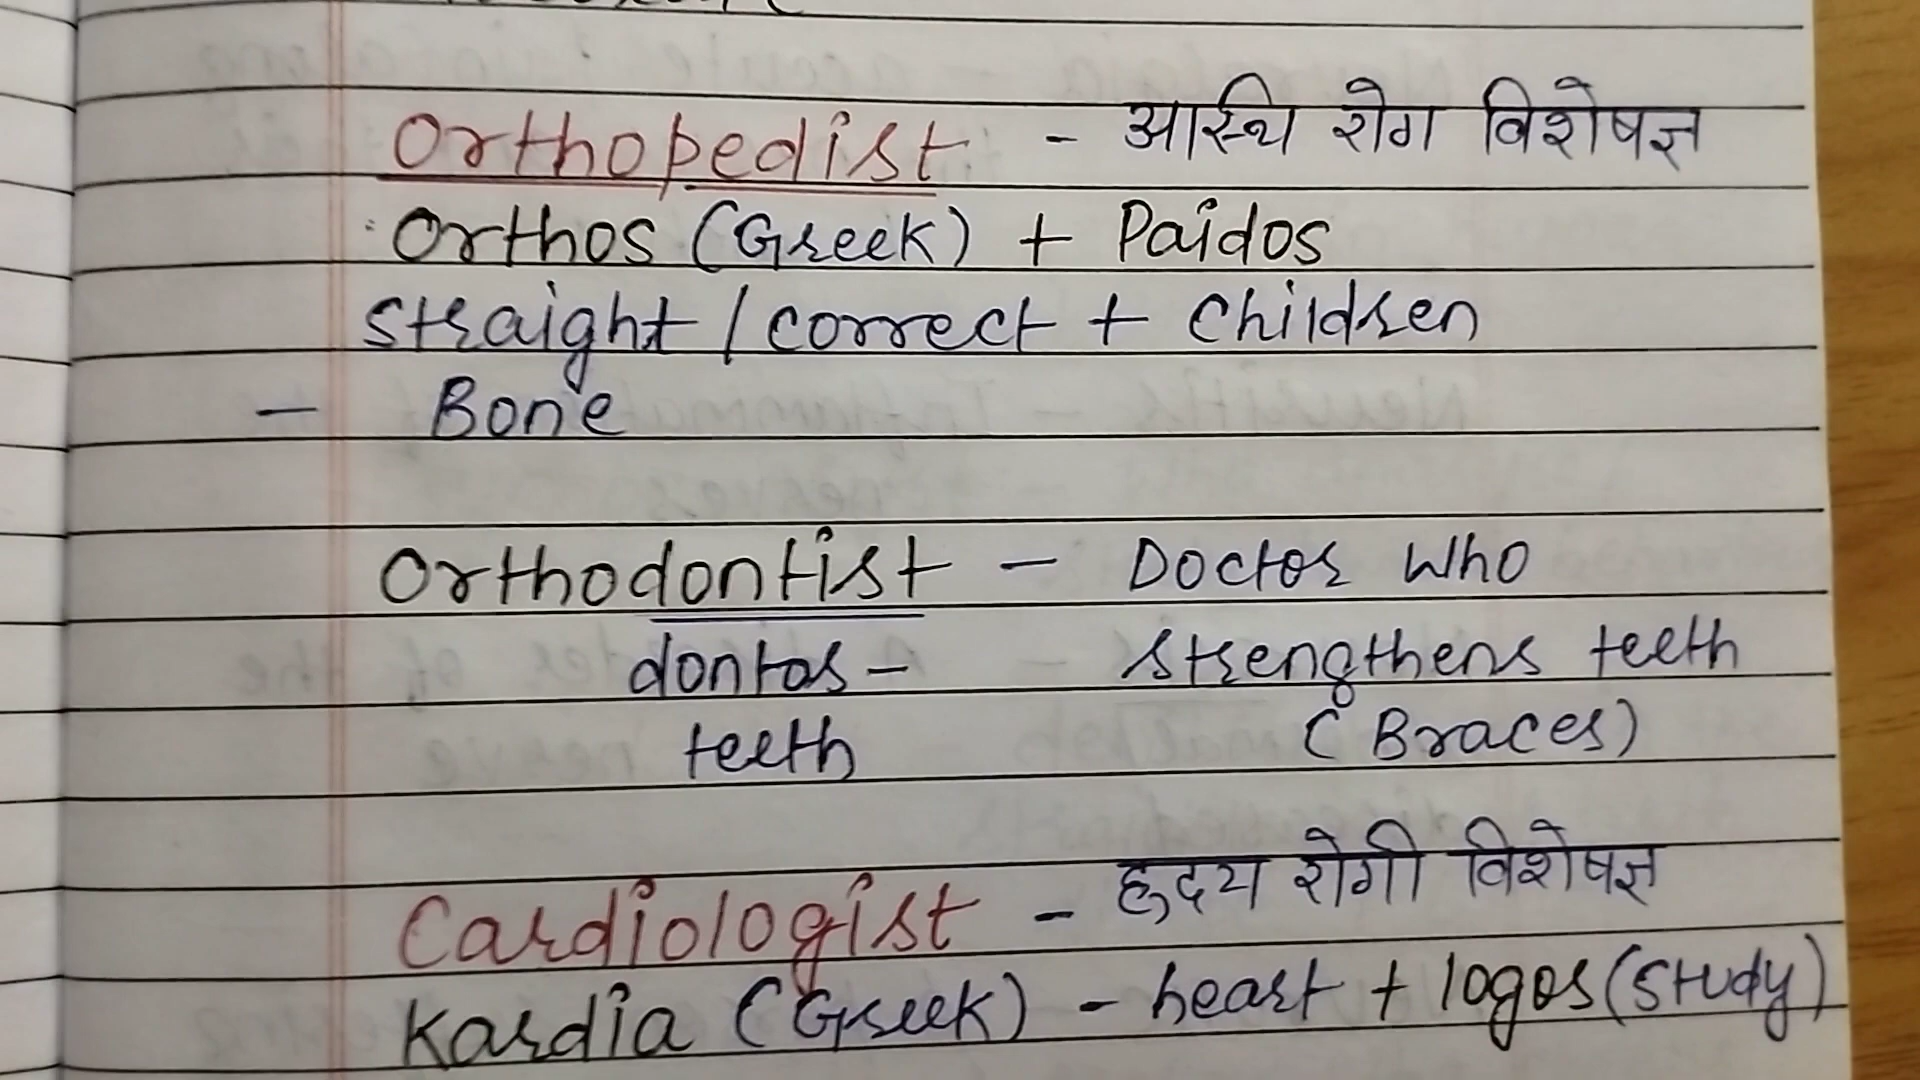 Orthopedist - आस्थि रोग विशेषज्ञ
Orthos (Greek) + Paidos
Straight / correct + Children
- Bone
Orthodontist - Doctor who
dontos - strengthens teeth
teeth (Braces)
Cardiologist - हृदय रोगी विशेषज्ञ
Kardia (Greek) - heart + logos (study)